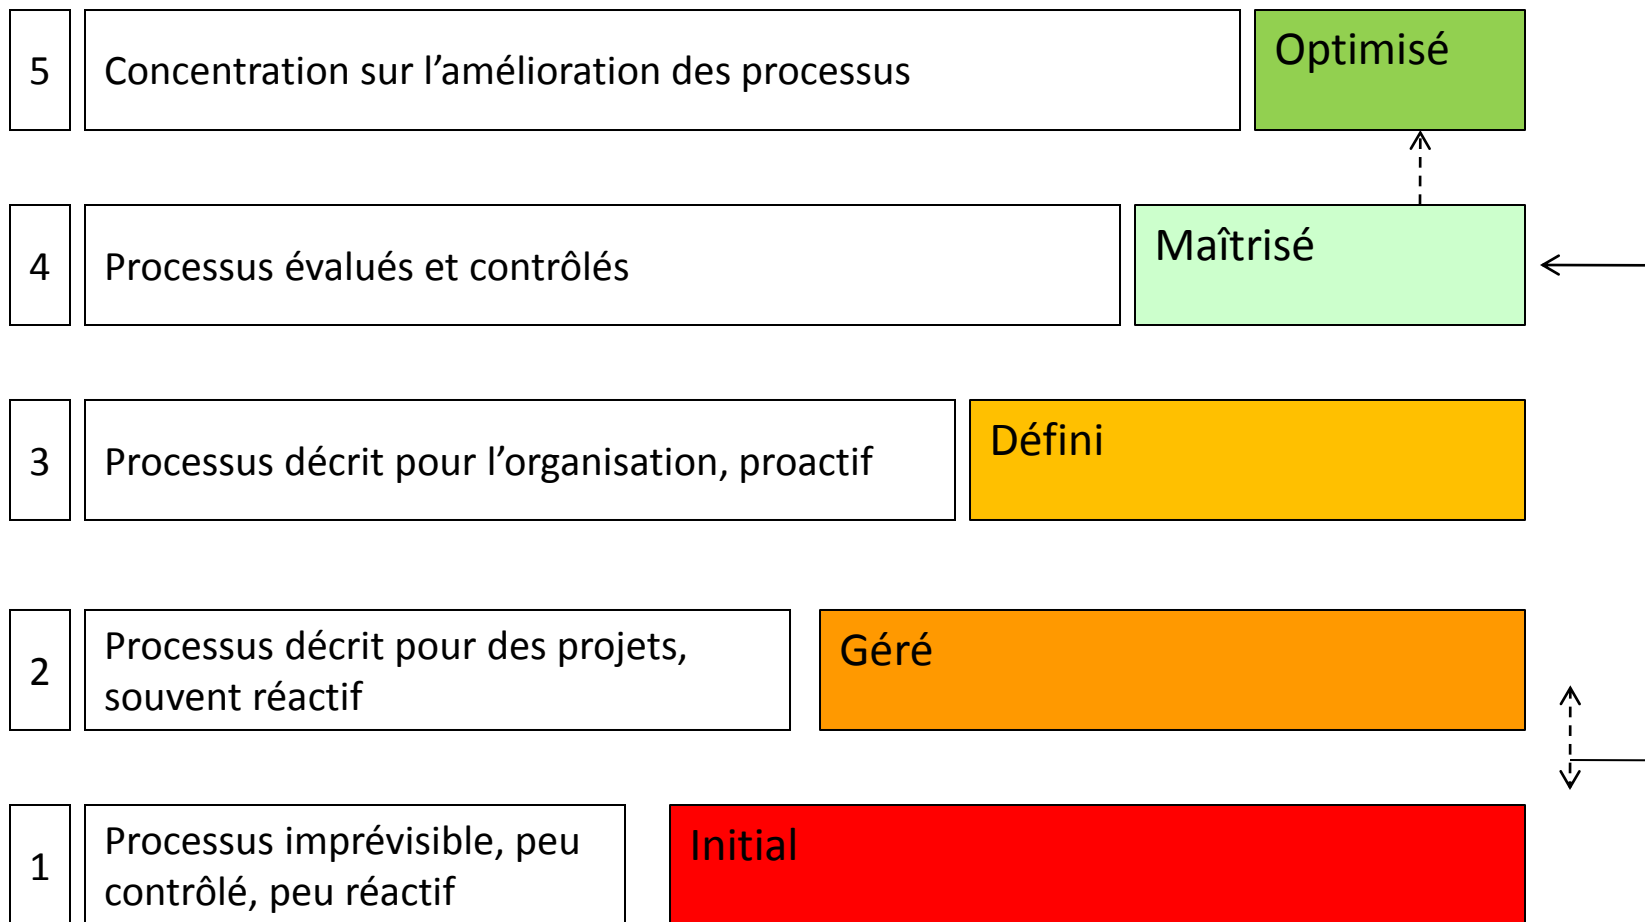 5
Concentration sur l’amélioration des processus
Optimisé
4
Processus évalués et contrôlés
Maîtrisé
3
Processus décrit pour l’organisation, proactif
Défini
2
Processus décrit pour des projets,
souvent réactif
Géré
1
Processus imprévisible, peu
contrôlé, peu réactif
Initial